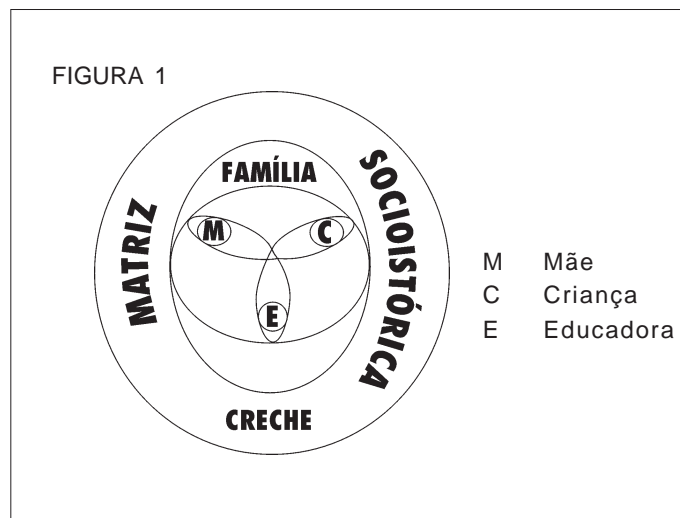 FIGURA 1
FAMÍLIA
MATRIZ
SOCIOISTÓRICA
M
C
E
CRECHE
M Mãe
C Criança
E Educadora